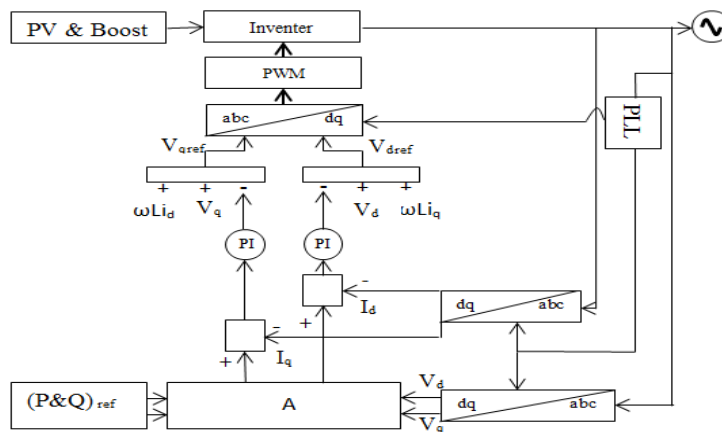 PV & Boost
Inventer
PWM
abc
dq
PLL
Vqref
Vdref
+ + -
- + +
ωLid
Vq
Vd
ωLiq
PI
PI
-
+
Id
dq
abc
-
+
Iq
(P&Q)ref
A
Vd
Vq
dq
abc